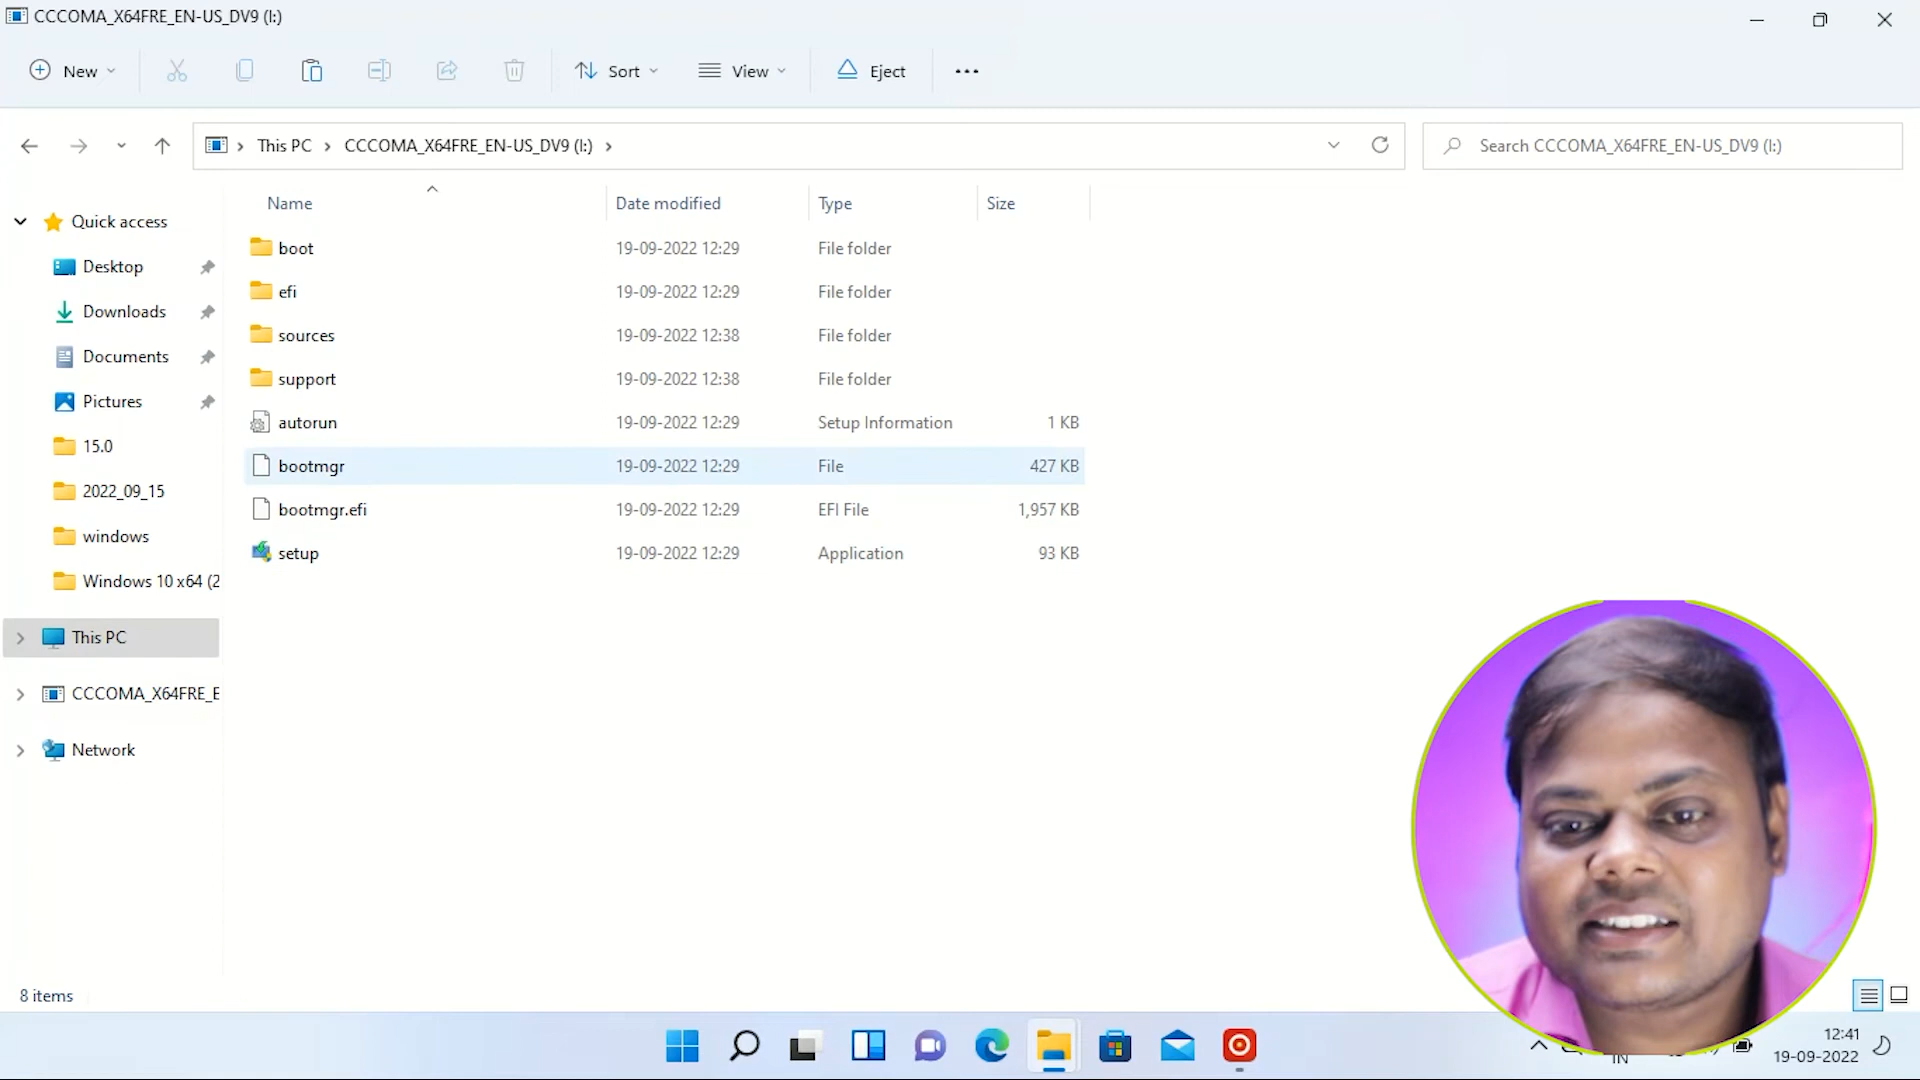 CCCOMA_X64FRE_EN-US_DV9 (I:)
New
Sort
View
Eject
This PC
CCCOMA_X64FRE_EN-US_DV9 (I:)
Search CCCOMA_X64FRE_EN-US_DV9 (I:)
Name
Date modified
Type
Size
Quick access
Desktop
Downloads
Documents
Pictures
15.0
2022_09_15
windows
Windows 10 x64 (2
This PC
CCCOMA_X64FRE_E
Network
boot 19-09-2022 12:29 File folder
efi 19-09-2022 12:29 File folder
sources 19-09-2022 12:38 File folder
support 19-09-2022 12:38 File folder
autorun 19-09-2022 12:29 Setup Information 1 KB
bootmgr 19-09-2022 12:29 File 427 KB
bootmgr.efi 19-09-2022 12:29 EFI File 1,957 KB
setup 19-09-2022 12:29 Application 93 KB
8 items
IN
12:41
19-09-2022